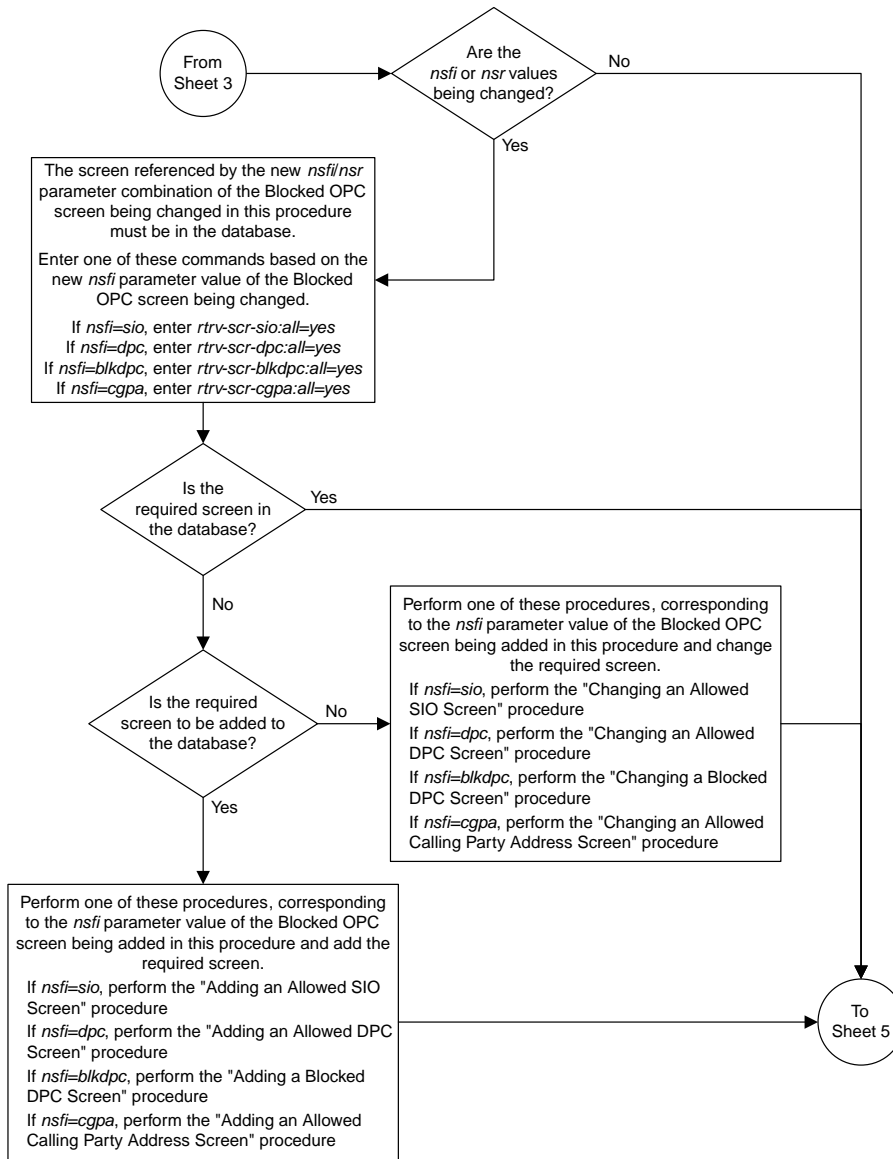 From
Sheet 3
Are the
nsfi or nsr values
being changed?
No
Yes
The screen referenced by the new nsfi/nsr
parameter combination of the Blocked OPC
screen being changed in this procedure
must be in the database.
Enter one of these commands based on the
new nsfi parameter value of the Blocked
OPC screen being changed.
If nsfi=sio, enter rtrv-scr-sio:all=yes
If nsfi=dpc, enter rtrv-scr-dpc:all=yes
If nsfi=blkdpc, enter rtrv-scr-blkdpc:all=yes
If nsfi=cgpa, enter rtrv-scr-cgpa:all=yes
Is the
required screen in
the database?
Yes
No
Is the required
screen to be added to
the database?
No
Yes
Perform one of these procedures, corresponding
to the nsfi parameter value of the Blocked OPC
screen being added in this procedure and change
the required screen.
If nsfi=sio, perform the "Changing an Allowed
SIO Screen" procedure
If nsfi=dpc, perform the "Changing an Allowed
DPC Screen" procedure
If nsfi=blkdpc, perform the "Changing a Blocked
DPC Screen" procedure
If nsfi=cgpa, perform the "Changing an Allowed
Calling Party Address Screen" procedure
Perform one of these procedures, corresponding
to the nsfi parameter value of the Blocked OPC
screen being added in this procedure and add the
required screen.
If nsfi=sio, perform the "Adding an Allowed SIO
Screen" procedure
If nsfi=dpc, perform the "Adding an Allowed DPC
Screen" procedure
If nsfi=blkdpc, perform the "Adding a Blocked
DPC Screen" procedure
If nsfi=cgpa, perform the "Adding an Allowed
Calling Party Address Screen" procedure
To
Sheet 5